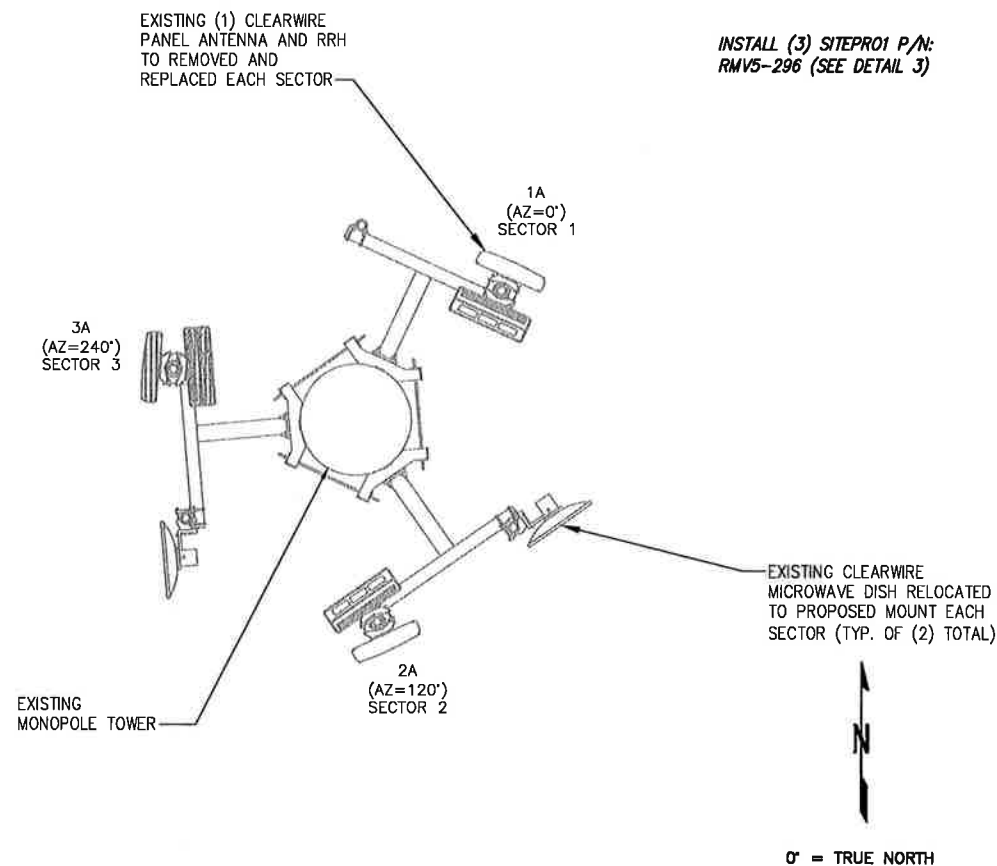 EXISTING (1) CLEARWIRE
PANEL ANTENNA AND RRH
TO REMOVED AND
REPLACED EACH SECTOR
INSTALL (3) SITEPRO1 P/N:
RMV5-296 (SEE DETAIL 3)
1A
(AZ=0°)
SECTOR 1
3A
(AZ=240°)
SECTOR 3
EXISTING CLEARWIRE
MICROWAVE DISH RELOCATED
TO PROPOSED MOUNT EACH
SECTOR (TYP. OF (2) TOTAL)
2A
(AZ=120°)
SECTOR 2
EXISTING
MONOPOLE TOWER
N
0° = TRUE NORTH